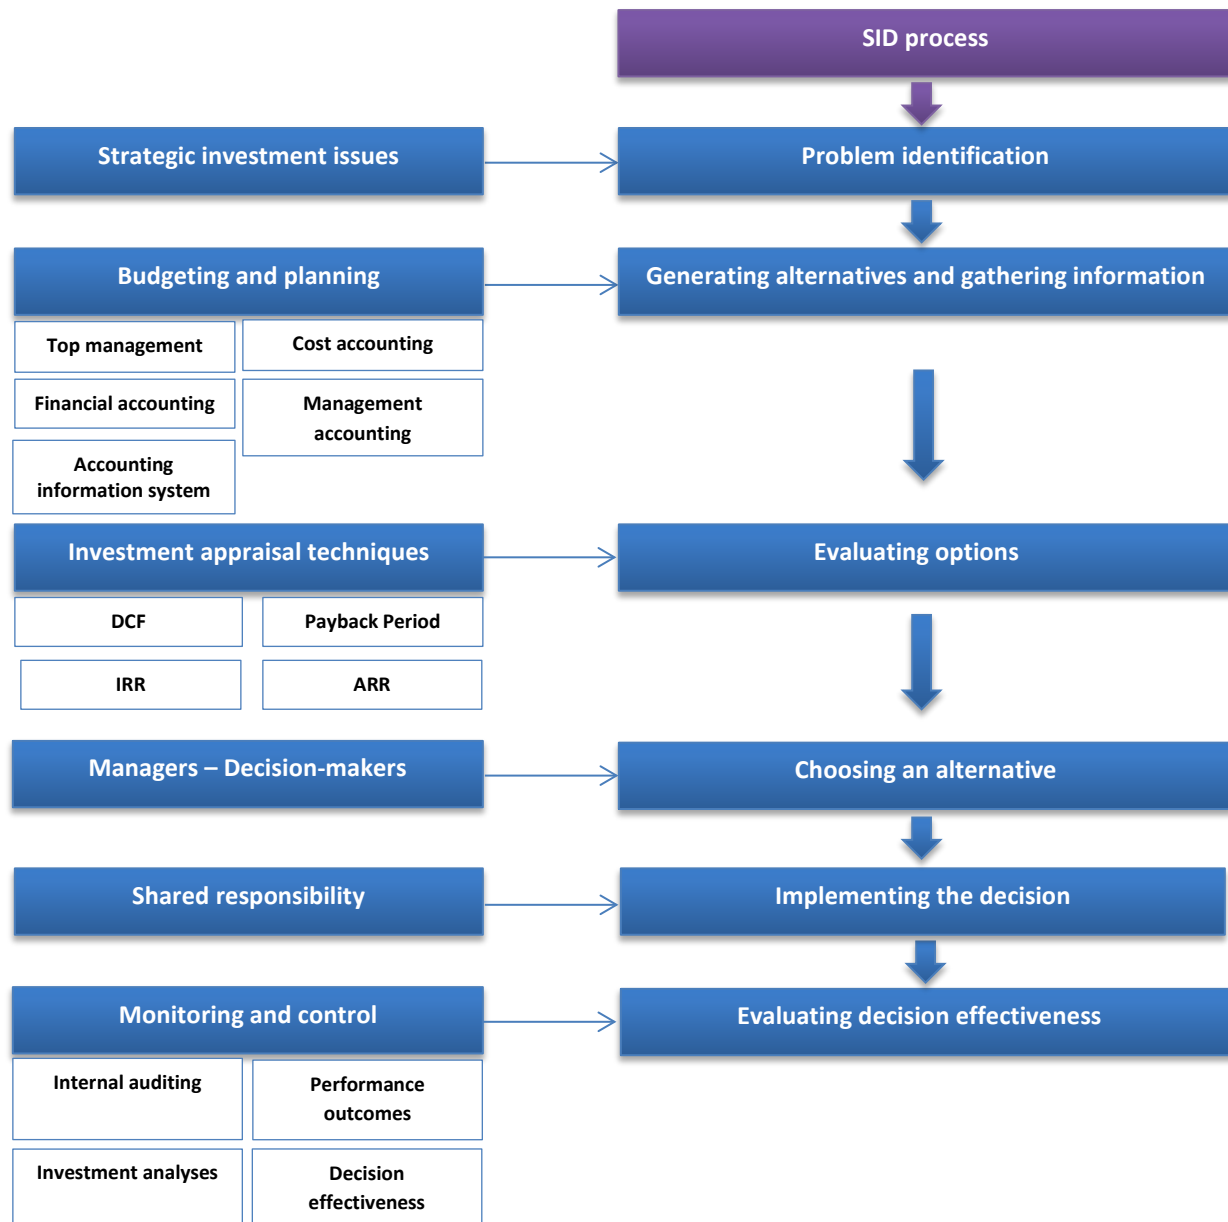 SID process
Strategic investment issues
Problem identification
Budgeting and planning
Generating alternatives and gathering information
Top management
Cost accounting
Financial accounting
Management
accounting
Accounting
information system
Investment appraisal techniques
Evaluating options
DCF
Payback Period
IRR
ARR
Managers – Decision-makers
Choosing an alternative
Shared responsibility
Implementing the decision
Monitoring and control
Evaluating decision effectiveness
Internal auditing
Performance
outcomes
Investment analyses
Decision
effectiveness